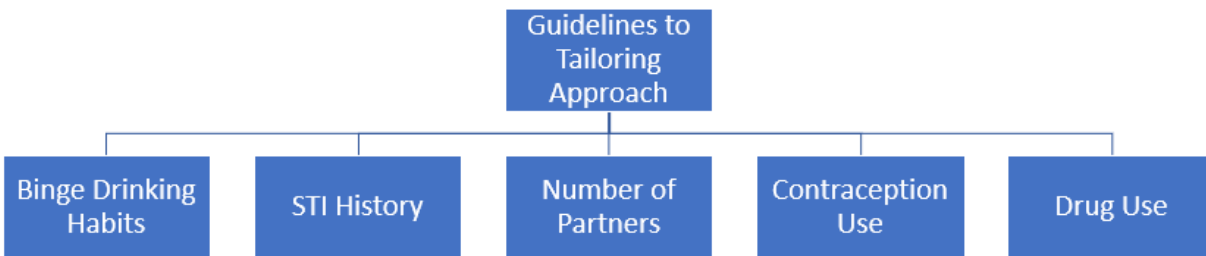 Guidelines to
Tailoring
Approach
Binge Drinking
Habits
STI History
Number of
Partners
Contraception
Use
Drug Use